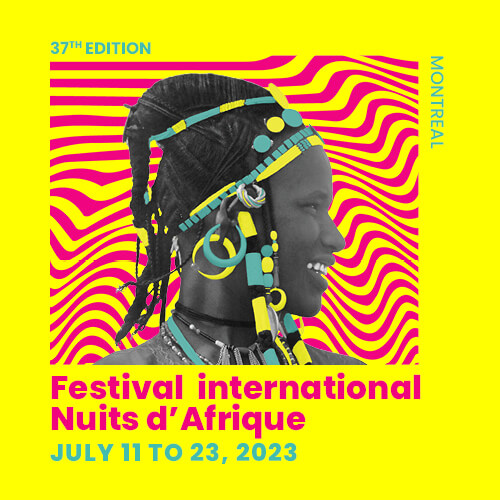 37TH EDITION
MONTREAL
Festival international
Nuits d'Afrique
JULY 11 TO 23, 2023